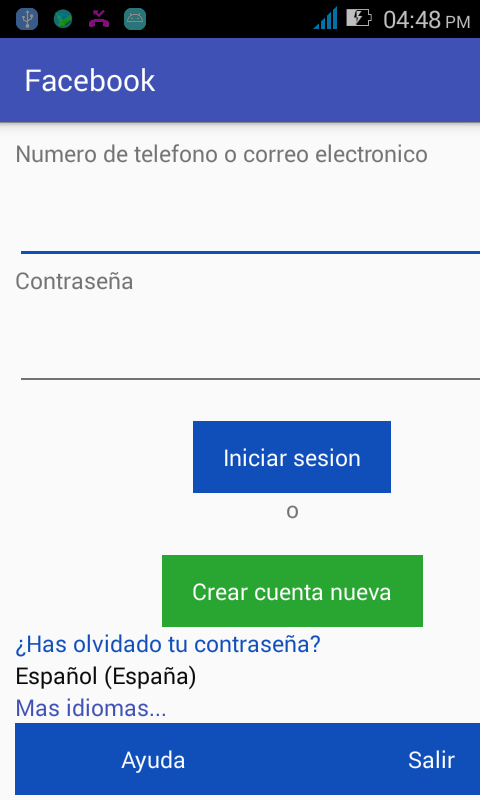 04:48 PM
Facebook
Numero de telefono o correo electronico
Contraseña
Iniciar sesion
o
Crear cuenta nueva
¿Has olvidado tu contraseña?
Español (España)
Mas idiomas...
Ayuda Salir